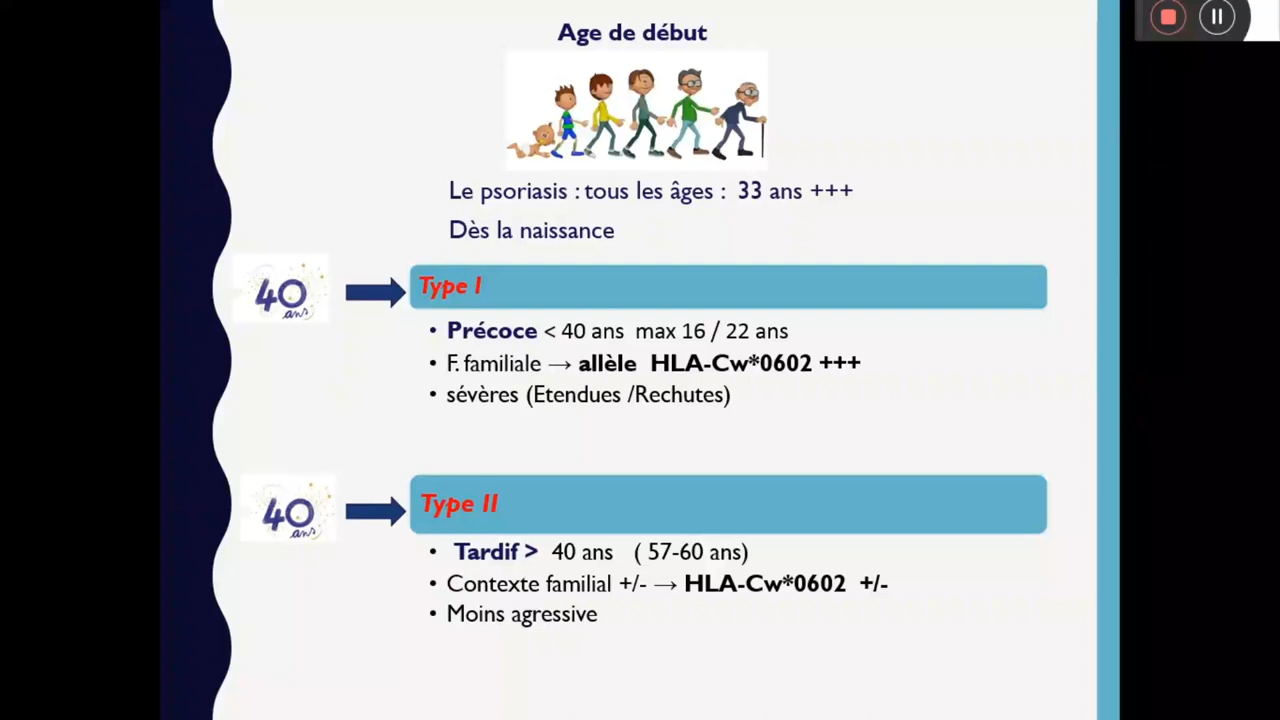 Age de début
Le psoriasis : tous les âges : 33 ans +++
Dès la naissance
40
ans
Type I
• Précoce < 40 ans max 16 / 22 ans
• F. familiale → allèle HLA-Cw*0602 +++
• sévères (Etendues /Rechutes)
40
ans
Type II
• Tardif > 40 ans ( 57-60 ans)
• Contexte familial +/- → HLA-Cw*0602 +/-
• Moins agressive